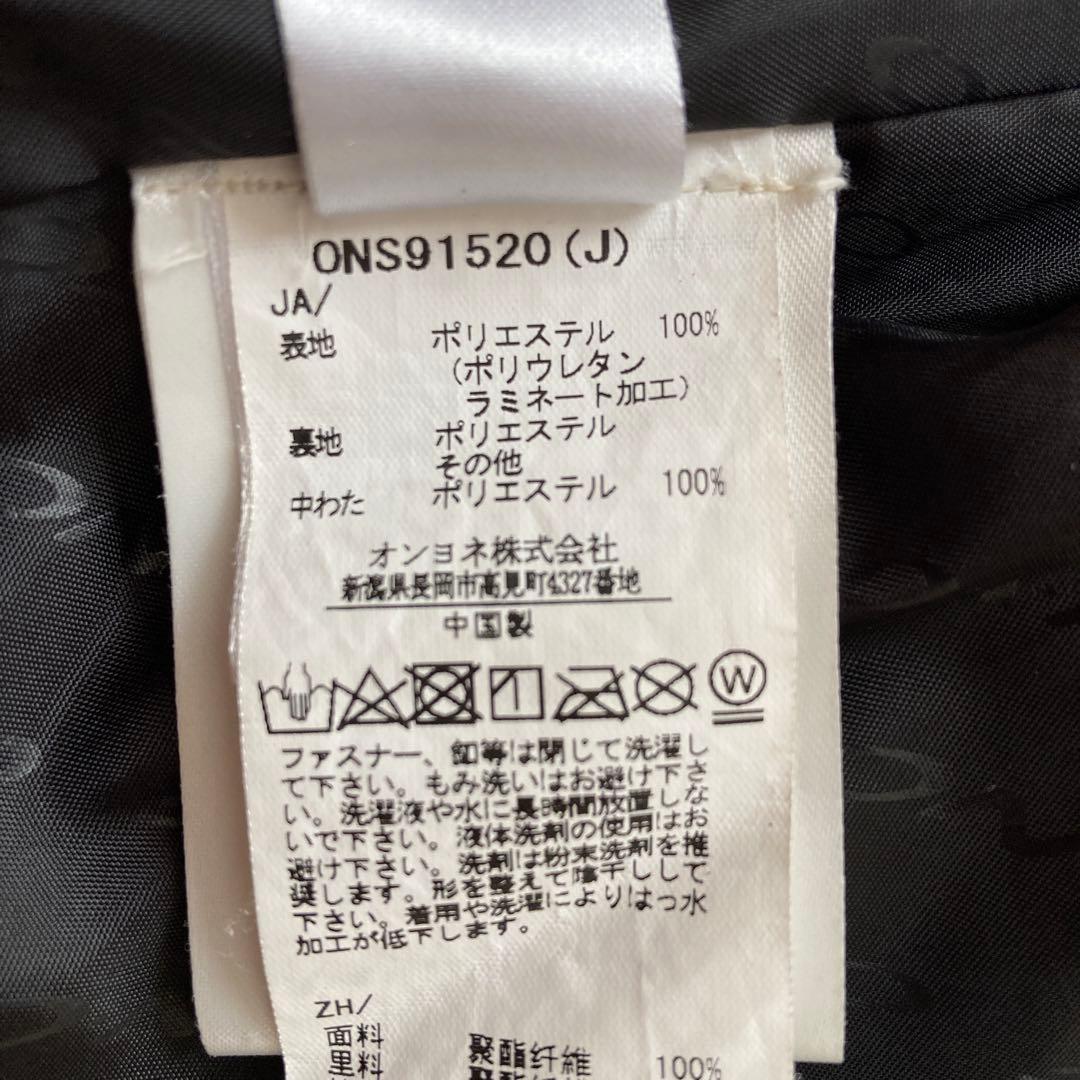 ONS91520(J)
JA/
表地 ポリエステル 100%
(ポリウレタン
ラミネート加工)
裏地 ポリエステル
その他
中わた ポリエステル 100%
オンヨネ株式会社
新潟県長岡市高見町4327番地
中国製
W
ファスナー、釦等は閉じて洗濯し
て下さい。もみ洗いはお避け下さ
い。洗濯液や水に長時間放置しな
いで下さい。液体洗剤の使用はお
避け下さい。洗剤は粉末洗剤を推
奨します。形を整えて陰干しして
下さい。着用や洗濯によりはっ水
加工が低下します。
ZH/
面料 聚酯纤维 100%
里料 聚酯纤维